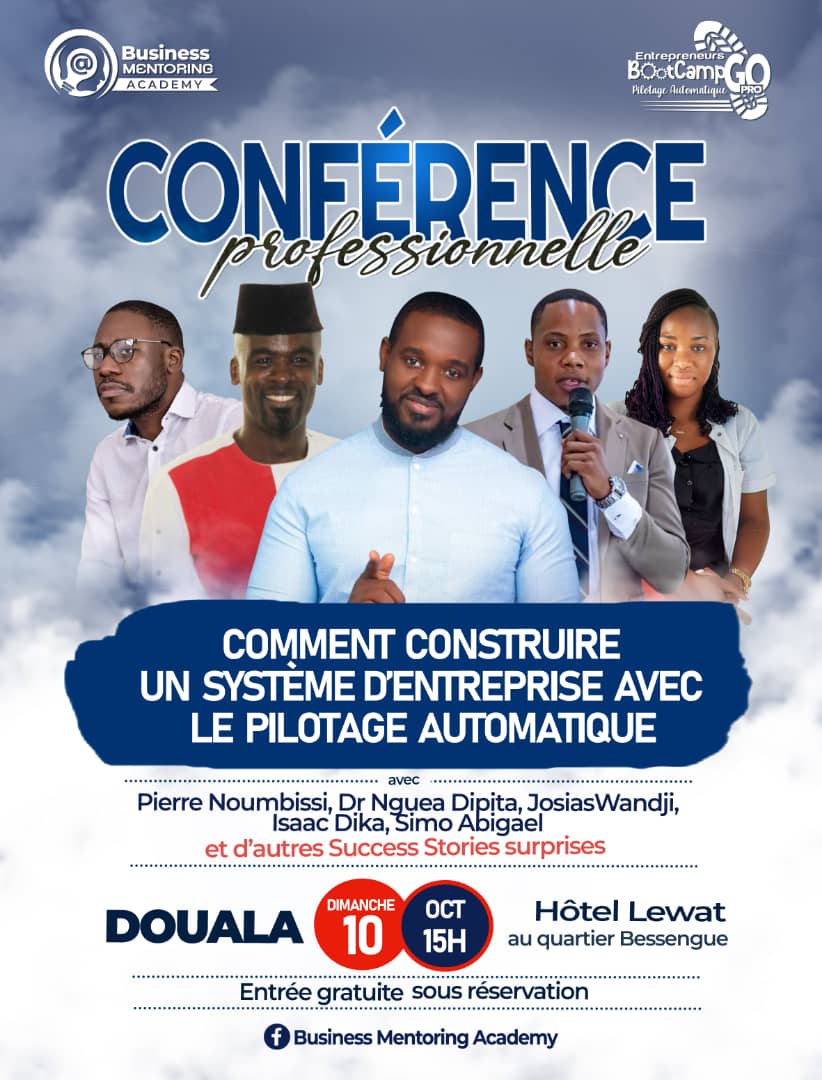 @
Business
MENTORING
ACADEMY
Entrepreneurs
BootCamp GO
Pilotage Automatique PRO
CONFÉRENCE
professionnelle
COMMENT CONSTRUIRE
UN SYSTÈME D'ENTREPRISE AVEC
LE PILOTAGE AUTOMATIQUE
avec
Pierre Noumbissi, Dr Nguea Dipita, JosiasWandji,
Isaac Dika, Simo Abigael
et d'autres Success Stories surprises
DOUALA
DIMANCHE
10
OCT
15H
Hôtel Lewat
au quartier Bessengue
Entrée gratuite sous réservation
f Business Mentoring Academy